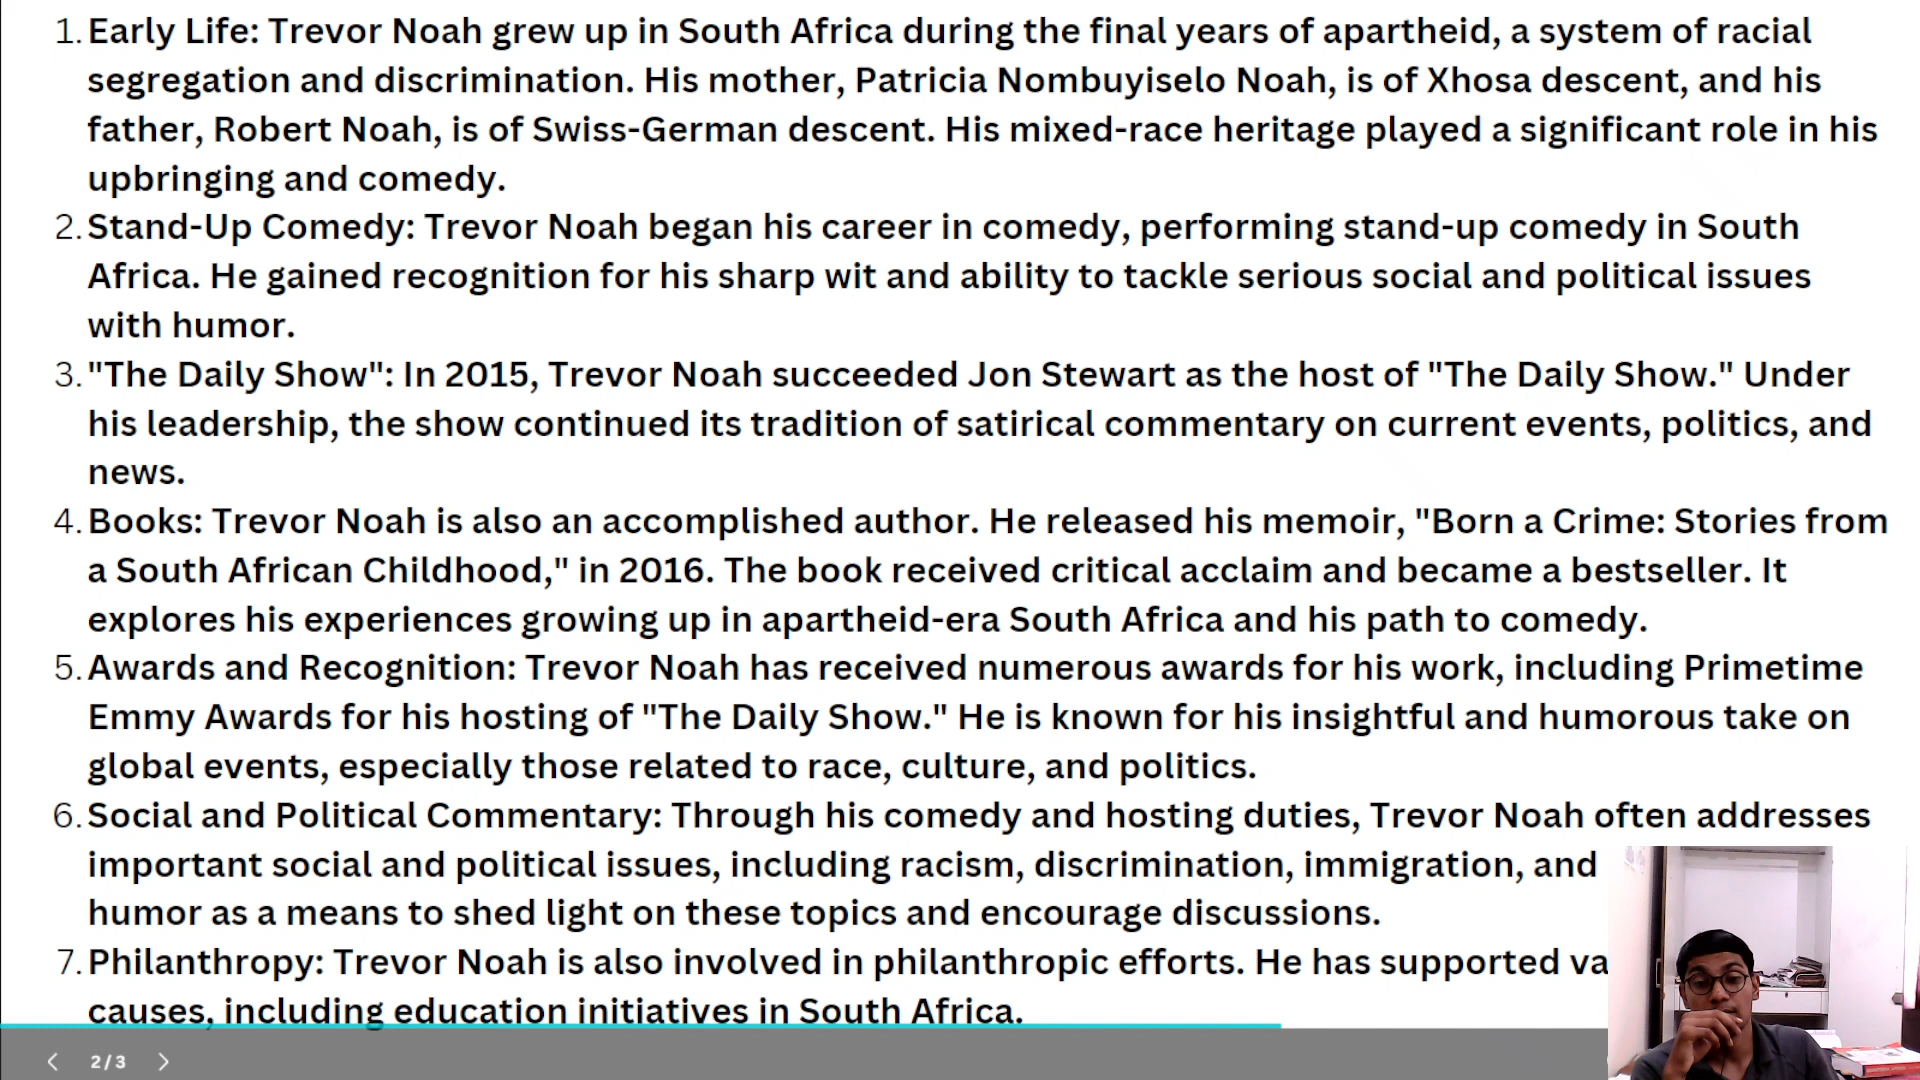 1. Early Life: Trevor Noah grew up in South Africa during the final years of apartheid, a system of racial
segregation and discrimination. His mother, Patricia Nombuyiselo Noah, is of Xhosa descent, and his
father, Robert Noah, is of Swiss-German descent. His mixed-race heritage played a significant role in his
upbringing and comedy.
2. Stand-Up Comedy: Trevor Noah began his career in comedy, performing stand-up comedy in South
Africa. He gained recognition for his sharp wit and ability to tackle serious social and political issues
with humor.
3. "The Daily Show": In 2015, Trevor Noah succeeded Jon Stewart as the host of "The Daily Show." Under
his leadership, the show continued its tradition of satirical commentary on current events, politics, and
news.
4. Books: Trevor Noah is also an accomplished author. He released his memoir, "Born a Crime: Stories from
a South African Childhood," in 2016. The book received critical acclaim and became a bestseller. It
explores his experiences growing up in apartheid-era South Africa and his path to comedy.
5. Awards and Recognition: Trevor Noah has received numerous awards for his work, including Primetime
Emmy Awards for his hosting of "The Daily Show." He is known for his insightful and humorous take on
global events, especially those related to race, culture, and politics.
6. Social and Political Commentary: Through his comedy and hosting duties, Trevor Noah often addresses
important social and political issues, including racism, discrimination, immigration, and
humor as a means to shed light on these topics and encourage discussions.
7. Philanthropy: Trevor Noah is also involved in philanthropic efforts. He has supported va
causes, including education initiatives in South Africa.
2/3